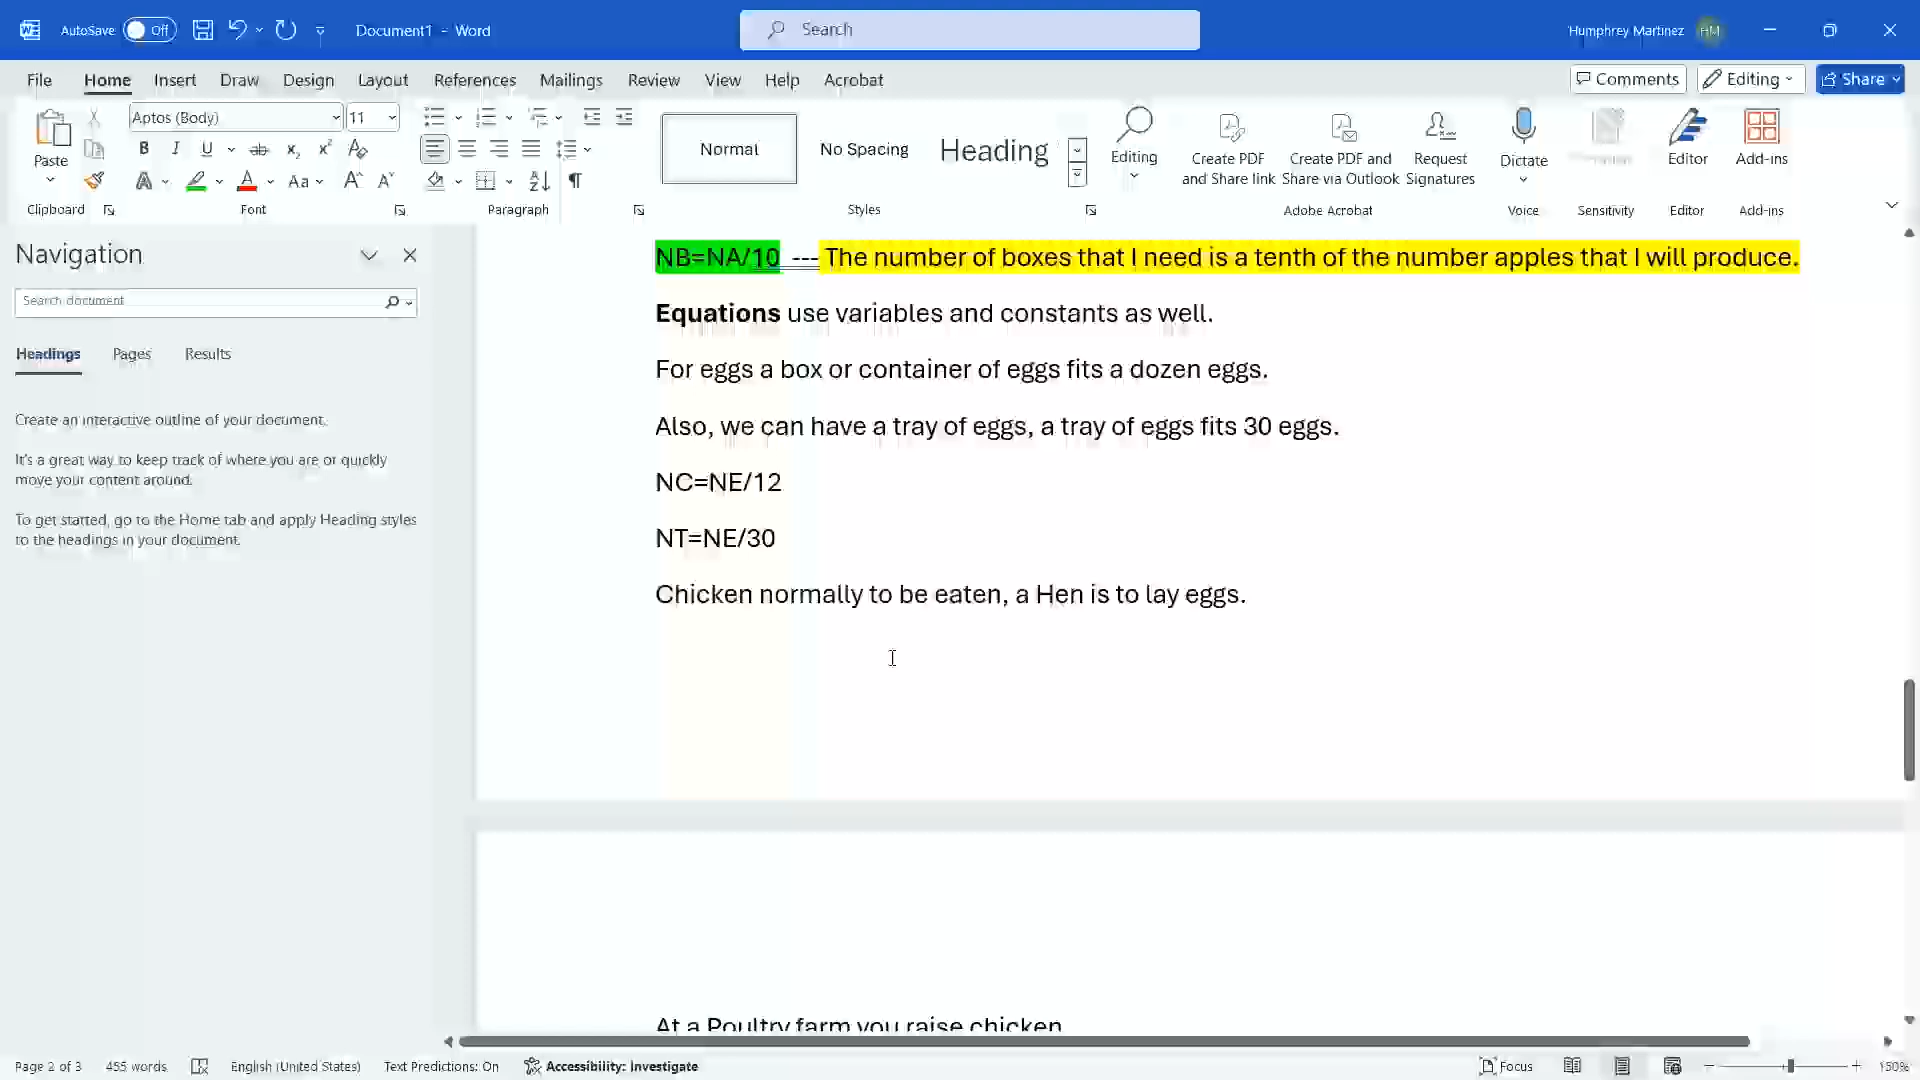 AutoSave Off Document1 - Word Search Humphrey Martinez HM
File Home Insert Draw Design Layout References Mailings Review View Help Acrobat Comments Editing Share
Paste Clipboard
Aptos (Body) 11
Font
Paragraph
Normal No Spacing Heading
Styles
Editing
Create PDF and Share link
Create PDF and Share via Outlook
Request Signatures
Adobe Acrobat
Dictate Voice
Sensitivity
Editor Editor
Add-ins Add-ins
Navigation
Search document
Headings Pages Results
Create an interactive outline of your document.
It's a great way to keep track of where you are or quickly
move your content around.
To get started, go to the Home tab and apply Heading styles
to the headings in your document.
NB=NA/10 --- The number of boxes that I need is a tenth of the number apples that I will produce.
Equations use variables and constants as well.
For eggs a box or container of eggs fits a dozen eggs.
Also, we can have a tray of eggs, a tray of eggs fits 30 eggs.
NC=NE/12
NT=NE/30
Chicken normally to be eaten, a Hen is to lay eggs.
At a Poultry farm you raise chicken
Page 2 of 3 455 words English (United States) Text Predictions: On Accessibility: Investigate Focus 150%